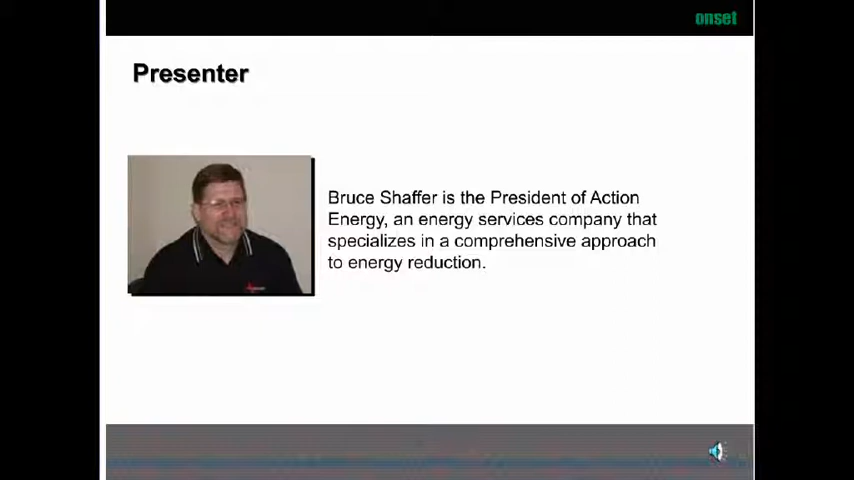 onset
Presenter
Bruce Shaffer is the President of Action
Energy, an energy services company that
specializes in a comprehensive approach
to energy reduction.